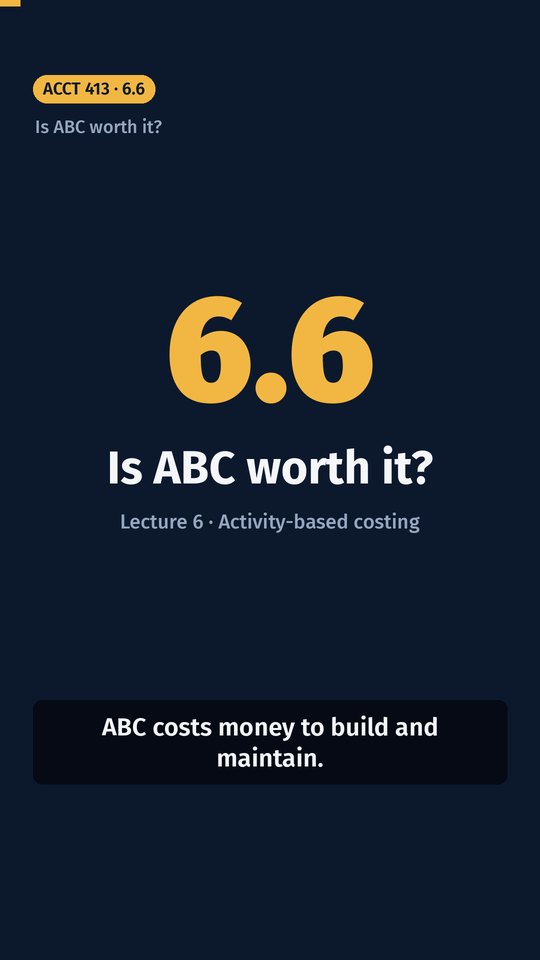 ACCT 413 · 6.6
Is ABC worth it?
6.6
Is ABC worth it?
Lecture 6 · Activity-based costing
ABC costs money to build and
maintain.